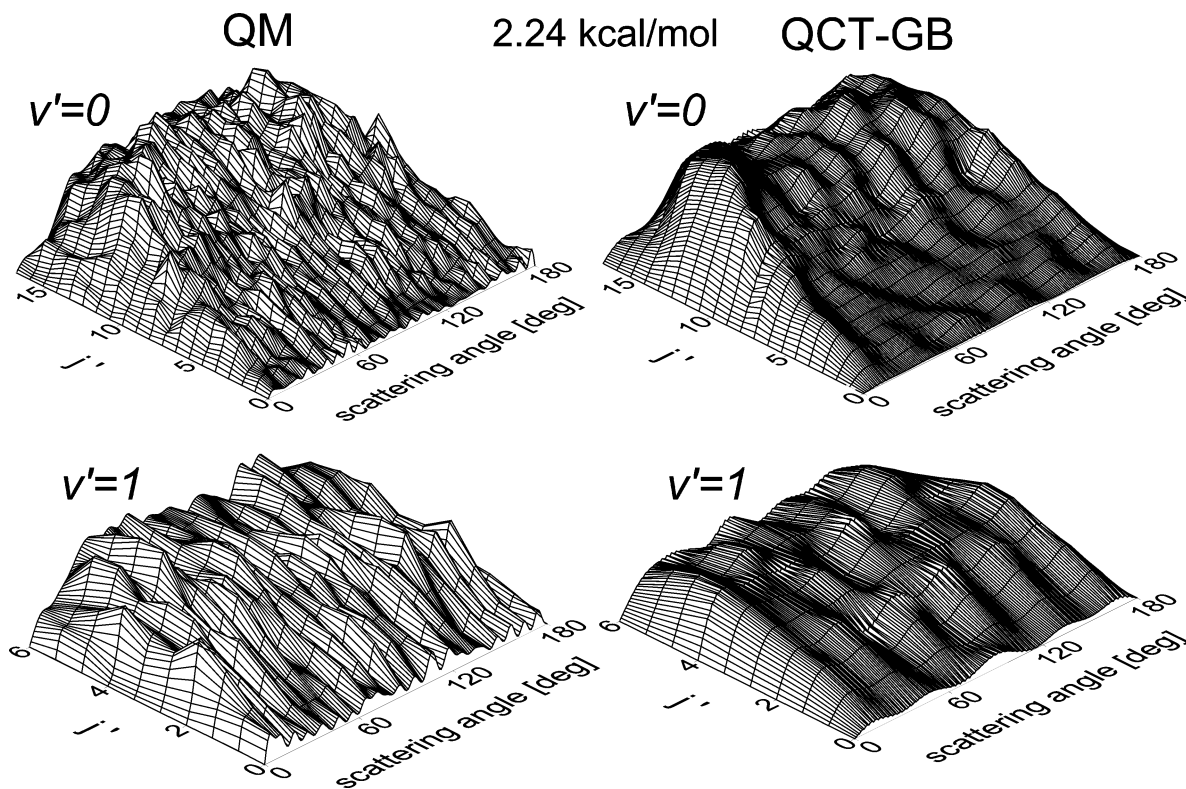 QM 2.24 kcal/mol QCT-GB
v'=0 v'=0
15 10 5 0
j'
0 60 120 180
scattering angle [deg]
15 10 5 0
j'
0 60 120 180
scattering angle [deg]
v'=1 v'=1
6 4 2 0
j'
0 60 120 180
scattering angle [deg]
6 4 2 0
j'
0 60 120 180
scattering angle [deg]